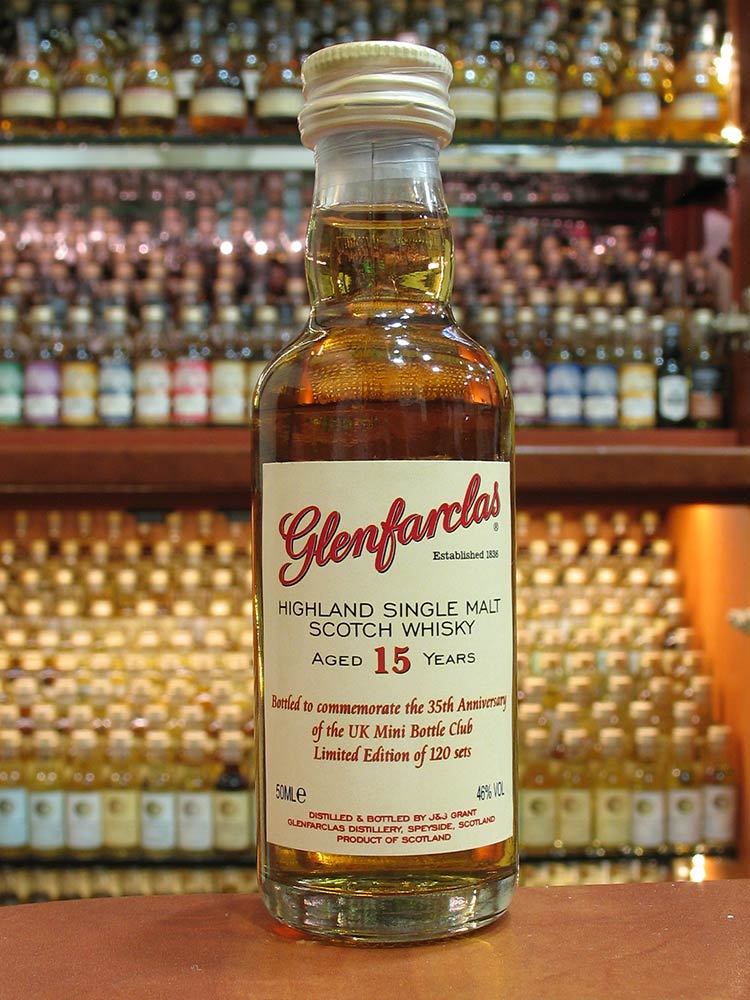 Glenfarclas®
Established 1836
HIGHLAND SINGLE MALT
SCOTCH WHISKY
AGED 15 YEARS
Bottled to commemorate the 35th Anniversary
of the UK Mini Bottle Club
Limited Edition of 120 sets
50MLe 46% VOL
DISTILLED & BOTTLED BY J&G GRANT
GLENFARCLAS DISTILLERY, SPEYSIDE, SCOTLAND
PRODUCT OF SCOTLAND